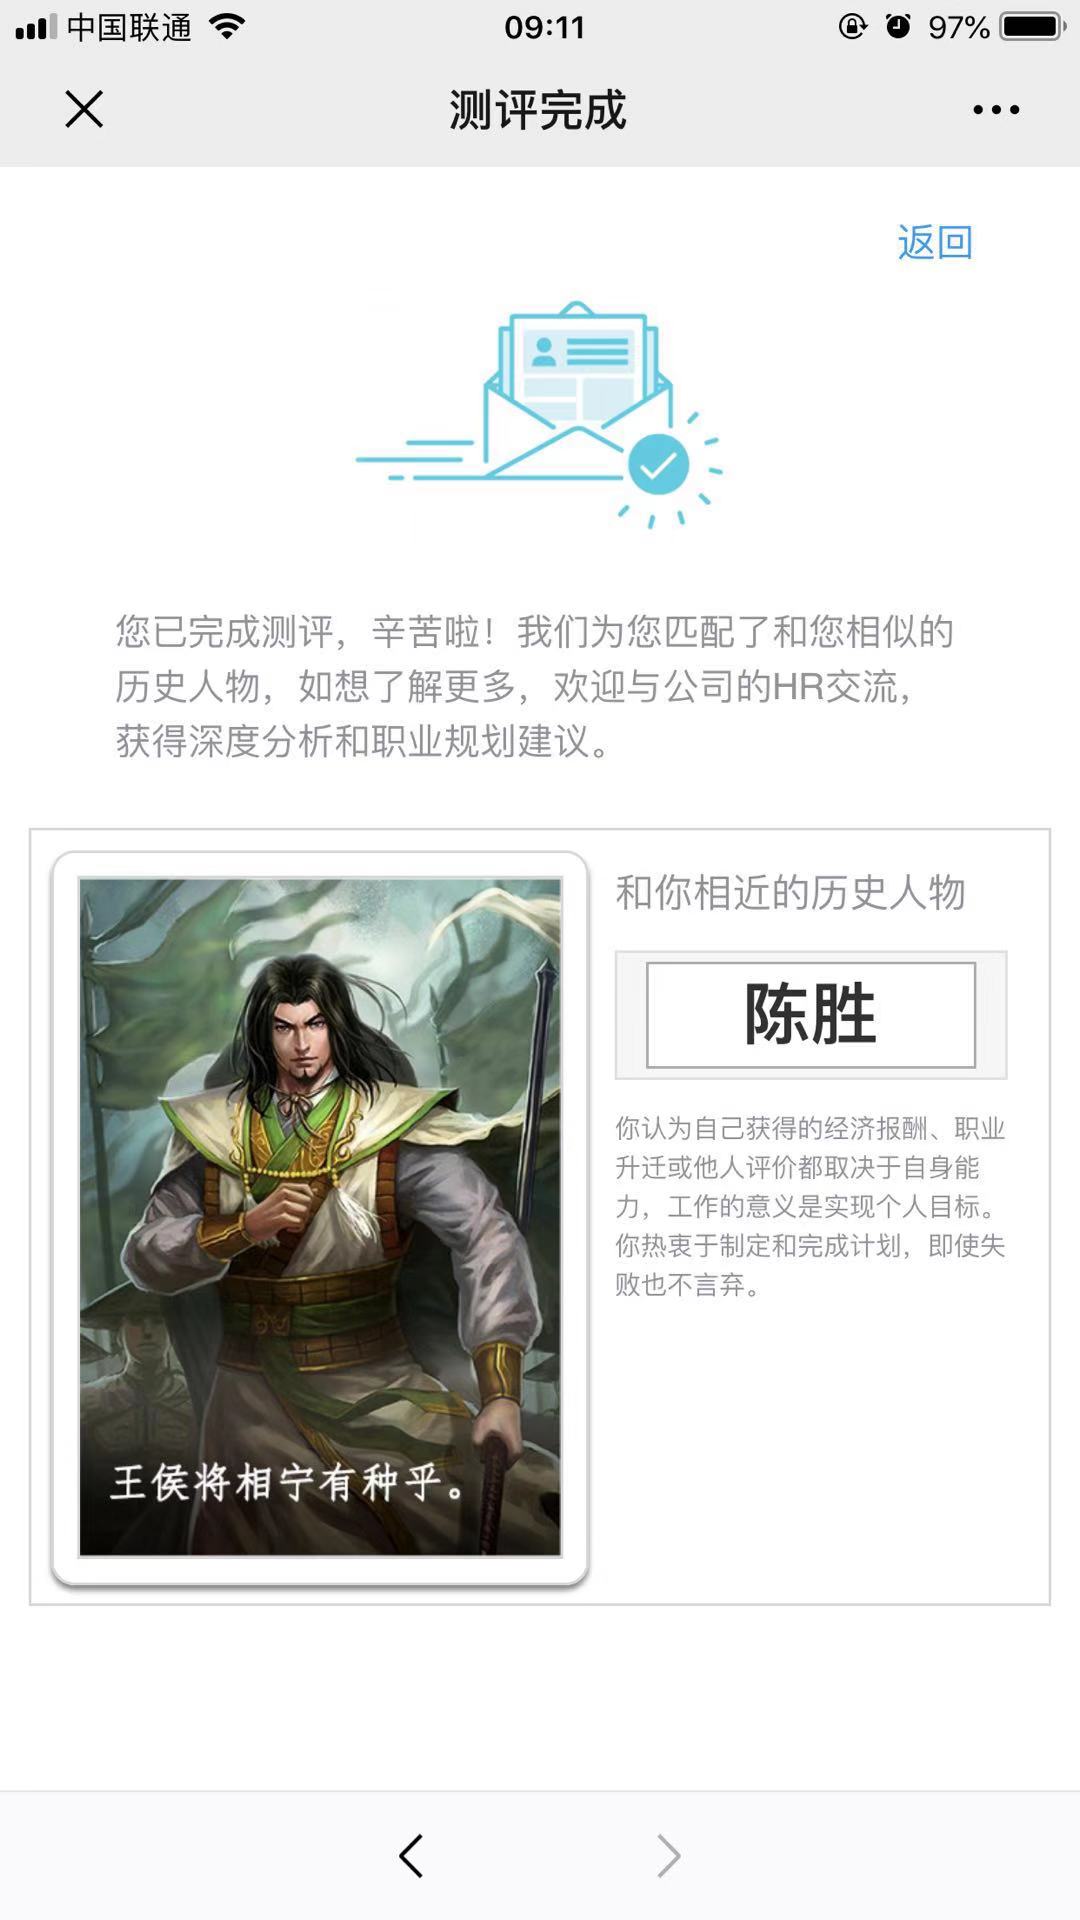 中国联通
09:11
97%
测评完成
返回
您已完成测评，辛苦啦！我们为您匹配了和您相似的
历史人物，如想了解更多，欢迎与公司的HR交流，
获得深度分析和职业规划建议。
和你相近的历史人物
陈胜
你认为自己获得的经济报酬、职业
升迁或他人评价都取决于自身能
力，工作的意义是实现个人目标。
你热衷于制定和完成计划，即使失
败也不言弃。
王侯将相宁有种乎。